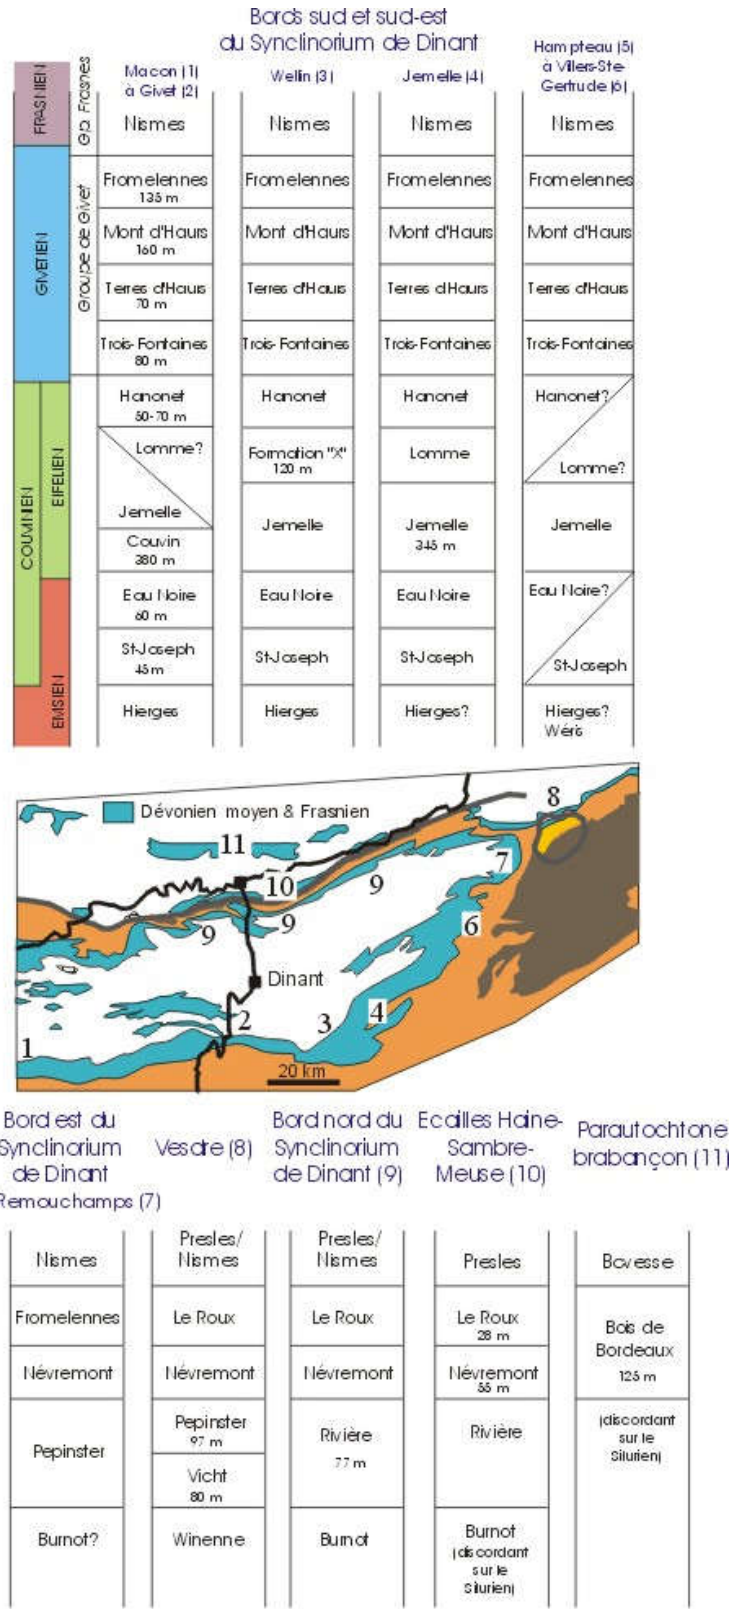 Bords sud et sud-est
du Synclinorium de Dinant
Macon (1)
à Givet (2)
Wellin (3)
Jemelle (4)
Hampteau (5)
à Villers-Ste-
Gertrude (6)
FRASNIEN
Gp. Frasnes
Nismes
Nismes
Nismes
Nismes
GIVETIEN
Groupe de Givet
Fromelennes
135 m
Fromelennes
Fromelennes
Fromelennes
Mont d'Haurs
160 m
Mont d'Haurs
Mont d'Haurs
Mont d'Haurs
Terres d'Haurs
70 m
Terres d'Haurs
Terres d'Haurs
Terres d'Haurs
Trois-Fontaines
80 m
Trois-Fontaines
Trois-Fontaines
Trois-Fontaines
COUVINIEN
EIFELIEN
EMSIEN
Hanonet
50-70 m
Hanonet
Hanonet
Hanonet?
Lomme?
Formation "X"
120 m
Lomme
Lomme?
Jemelle
Jemelle
Jemelle
345 m
Jemelle
Couvin
380 m
Eau Noire
60 m
Eau Noire
Eau Noire
Eau Noire?
St-Joseph
45 m
St-Joseph
St-Joseph
St-Joseph
Hierges
Hierges
Hierges?
Hierges?
Wéris
Dévonien moyen & Frasnien
8
11
10
9
7
9
9
6
Dinant
2
3
4
1
20 km
Bord est du
Synclinorium
de Dinant
Remouchamps (7)
Vesdre (8)
Bord nord du
Synclinorium
de Dinant (9)
Ecailles Haine-
Sambre-
Meuse (10)
Parautochtone
brabançon (11)
Nismes
Presles/
Nismes
Presles/
Nismes
Presles
Bovesse
Fromelennes
Le Roux
Le Roux
Le Roux
28 m
Bois de
Bordeaux
125 m
Névremont
Névremont
Névremont
Névremont
55 m
Pepinster
Pepinster
97 m
Vicht
80 m
Rivière
77 m
Rivière
(discordant
sur le
Silurien)
Burnot?
Winenne
Burnot
Burnot
(discordant
sur le
Silurien)